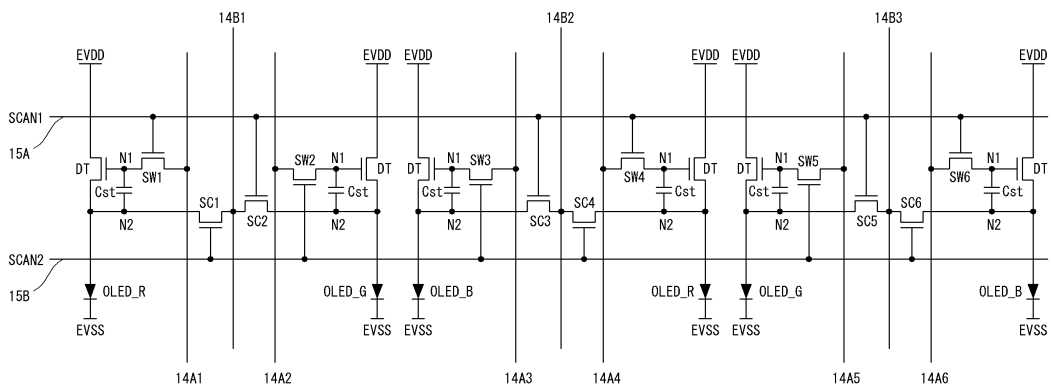 14B1 14B2 14B3
EVDD EVDD EVDD EVDD EVDD EVDD
SCAN1
15A
DT N1 SW1 SW2 N1 DT DT N1 SW3 SW4 N1 DT DT N1 SW5 SW6 N1 DT
Cst Cst Cst Cst Cst Cst
SC1 SC2 SC3 SC4 SC5 SC6
N2 N2 N2 N2 N2 N2
SCAN2
15B
OLED_R OLED_G OLED_B OLED_R OLED_G OLED_B
EVSS EVSS EVSS EVSS EVSS EVSS
14A1 14A2 14A3 14A4 14A5 14A6